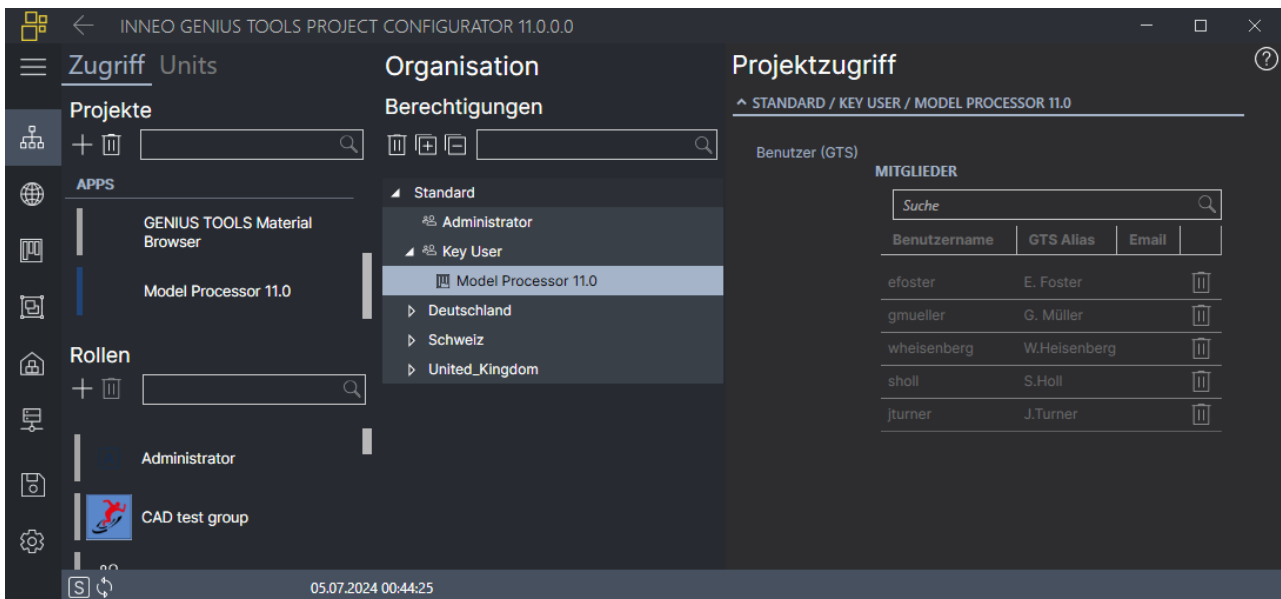 INNEO GENIUS TOOLS PROJECT CONFIGURATOR 11.0.0.0
Zugriff Units
Projekte
APPS
GENIUS TOOLS Material
Browser
Model Processor 11.0
Rollen
Administrator
CAD test group
Organisation
Berechtigungen
Standard
Administrator
Key User
Model Processor 11.0
Deutschland
Schweiz
United_Kingdom
Projektzugriff
STANDARD / KEY USER / MODEL PROCESSOR 11.0
Benutzer (GTS)
MITGLIEDER
Suche
Benutzername GTS Alias Email
efoster E. Foster
gmueller G. Müller
wheisenberg W.Heisenberg
sholl S.Holl
jturner J.Turner
S 05.07.2024 00:44:25